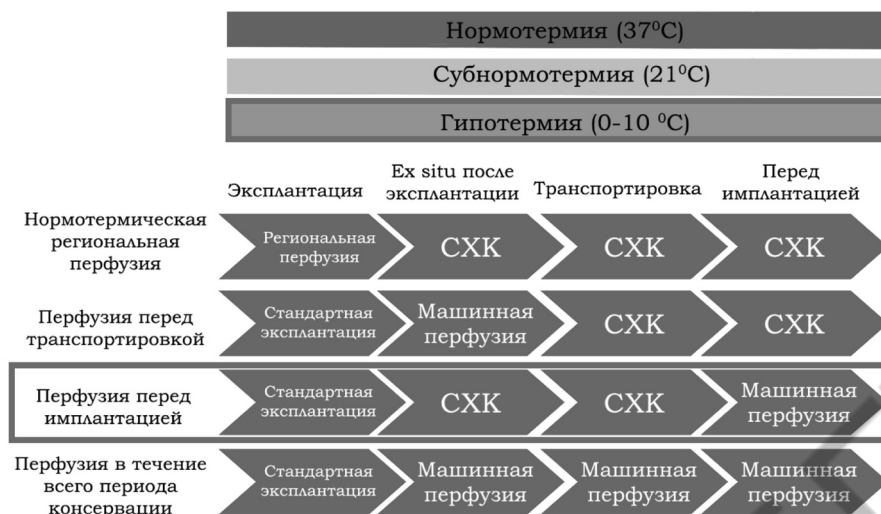 Нормотермия (37⁰С)
Субнормотермия (21⁰С)
Гипотермия (0-10 ⁰С)
Эксплантация
Ex situ после
эксплантации
Транспортировка
Перед
имплантацией
Нормотермическая
региональная
перфузия
Региональная
перфузия
СХК
СХК
СХК
Перфузия перед
транспортировкой
Стандартная
эксплантация
Машинная
перфузия
СХК
СХК
Перфузия перед
имплантацией
Стандартная
эксплантация
СХК
СХК
Машинная
перфузия
Перфузия в течение
всего периода
консервации
Стандартная
эксплантация
Машинная
перфузия
Машинная
перфузия
Машинная
перфузия